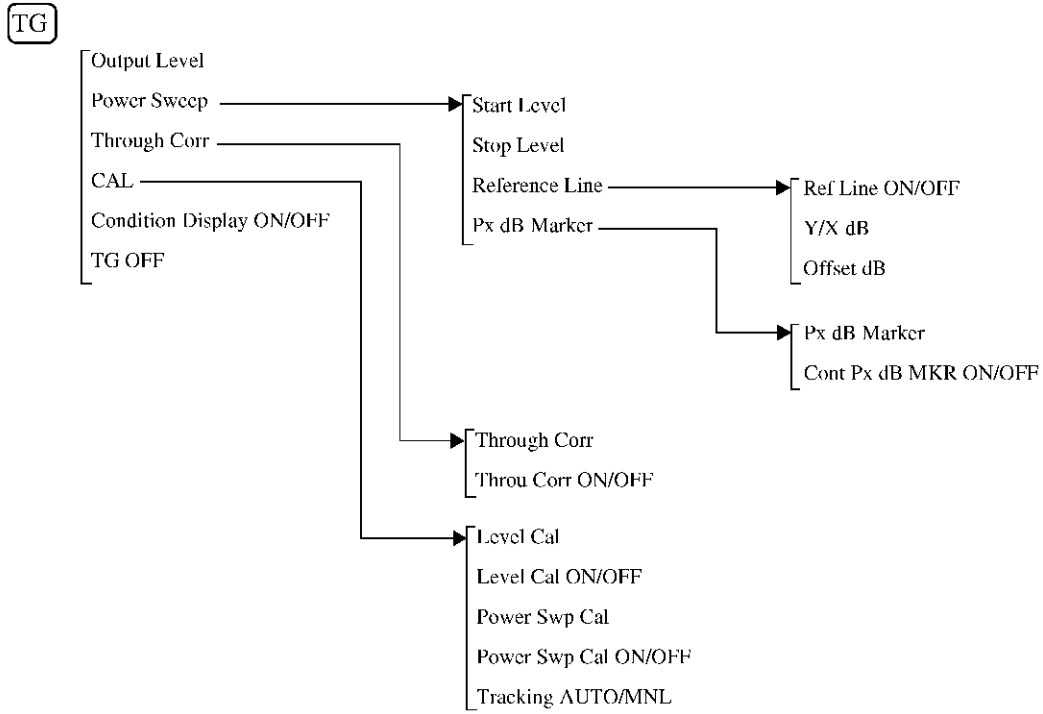 TG
Output Level
Power Sweep
Through Corr
CAL
Condition Display ON/OFF
TG OFF
Start Level
Stop Level
Reference Line
Px dB Marker
Ref Line ON/OFF
Y/X dB
Offset dB
Px dB Marker
Cont Px dB MKR ON/OFF
Through Corr
Throu Corr ON/OFF
Level Cal
Level Cal ON/OFF
Power Swp Cal
Power Swp Cal ON/OFF
Tracking AUTO/MNL